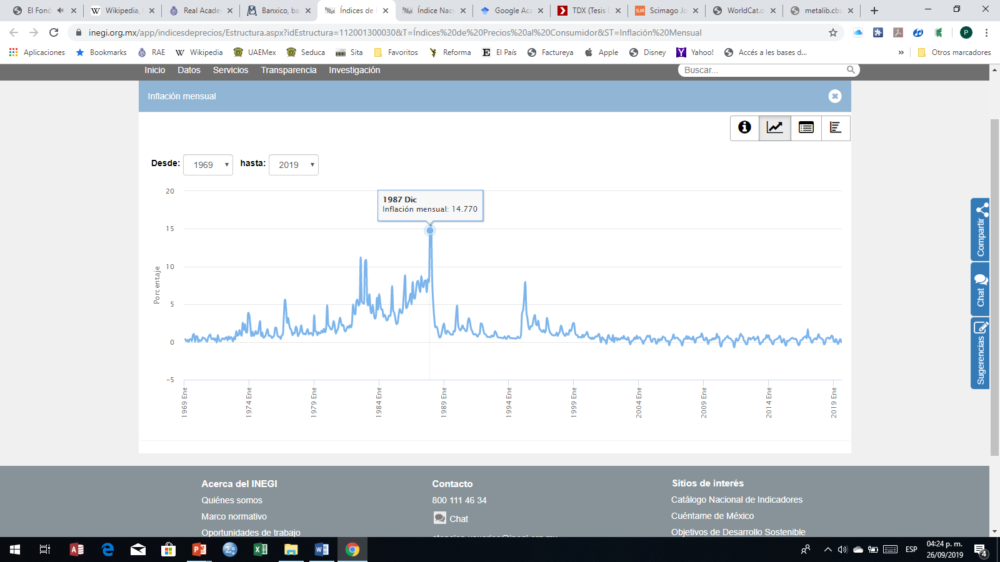 El Fonó
Wikipedia,
Real Acade
Banxico, ba
Índices de
Índice Naci
Google Aca
TDX (Tesis
SJR
Scimago Jo
WorldCat.o
metalib.cbu
inegi.org.mx/app/indicesdeprecios/Estructura.aspx?idEstructura=112001300030&T=Índices%20de%20Precios%20al%20Consumidor&ST=Inflación%20Mensual
P
Aplicaciones
Bookmarks
RAE
Wikipedia
UAEMex
Seduca
Sita
Favoritos
Reforma
El País
Factureya
Apple
Disney
Yahoo!
Accés a les bases d...
»
Otros marcadores
Inicio Datos Servicios Transparencia Investigación
Buscar...
Inflación mensual
Desde: 1969 hasta: 2019
20
15
10
5
0
-5
Porcentaje
1987 Dic
Inflación mensual: 14.770
1969 Ene
1974 Ene
1979 Ene
1984 Ene
1989 Ene
1994 Ene
1999 Ene
2004 Ene
2009 Ene
2014 Ene
2019 Ene
Compartir
Chat
Sugerencias
Acerca del INEGI
Quiénes somos
Marco normativo
Oportunidades de trabajo
Contacto
800 111 46 34
Chat
Sitios de interés
Catálogo Nacional de Indicadores
Cuéntame de México
Objetivos de Desarrollo Sostenible
ESP
04:24 p. m.
26/09/2019
4